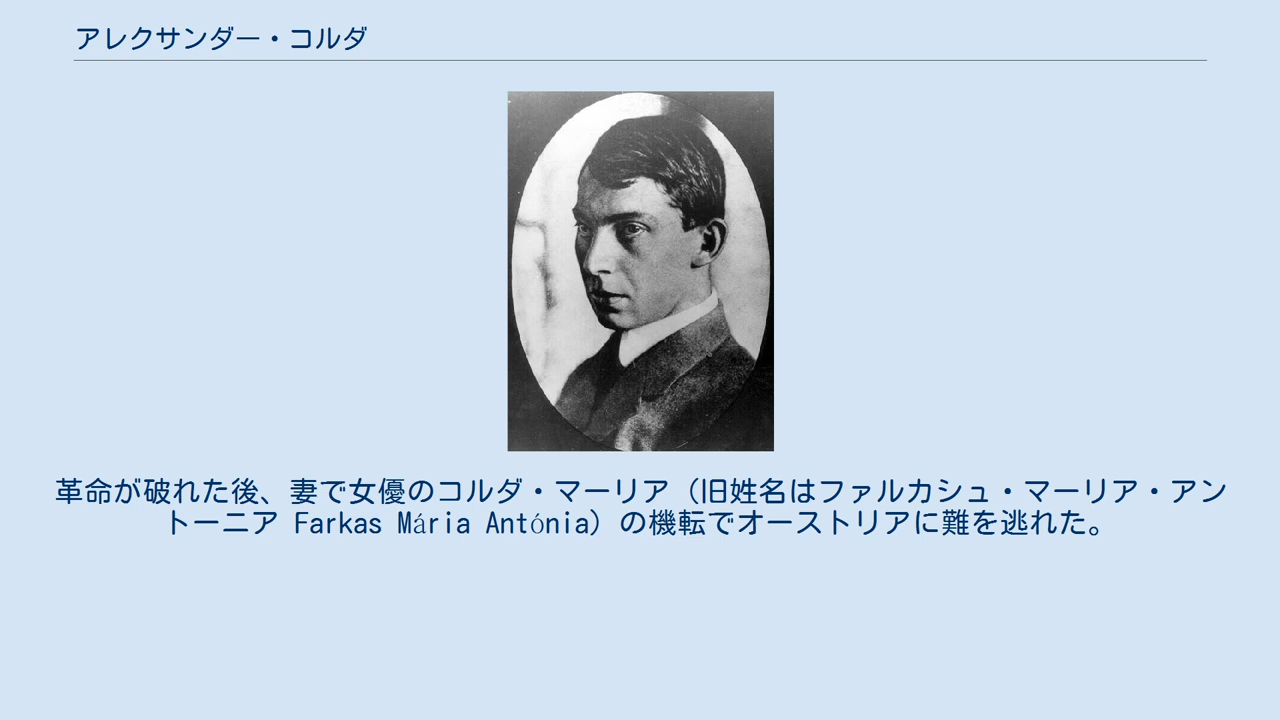 アレクサンダー・コルダ
革命が破れた後、妻で女優のコルダ・マーリア（旧姓名はファルカシュ・マーリア・アン
トーニア Farkas Mária Antónia）の機転でオーストリアに難を逃れた。